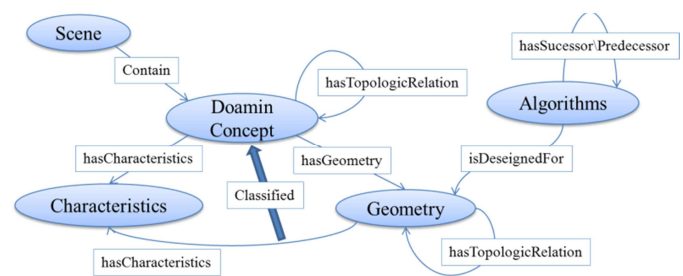 Scene
hasSucessor\Predecessor
Contain
hasTopologicRelation
Doamin
Concept
Algorithms
hasCharacteristics
hasGeometry
isDeseignedFor
Classified
Characteristics
Geometry
hasTopologicRelation
hasCharacteristics